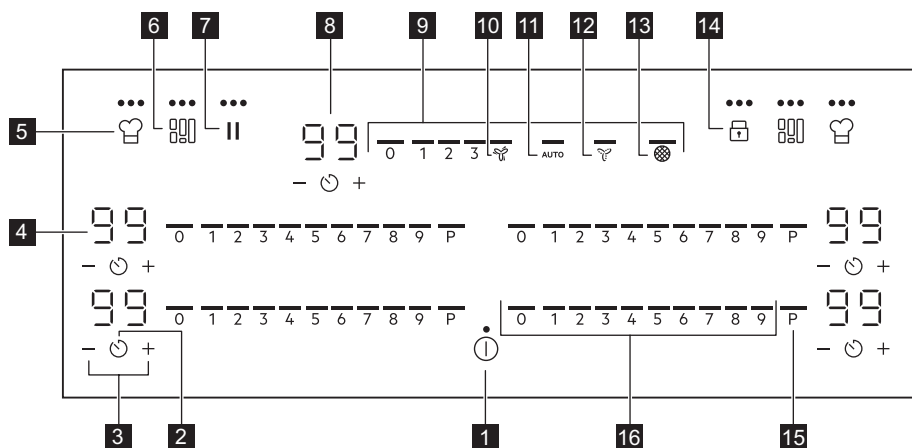 6 7 8 9 10 11 12 13 14
5
99
0 1 2 3 AUTO
− +
4
99 0 1 2 3 4 5 6 7 8 9 P 0 1 2 3 4 5 6 7 8 9 P 99
− + − +
99 0 1 2 3 4 5 6 7 8 9 P 0 1 2 3 4 5 6 7 8 9 P 99
− + − +
3 2 1 16 15